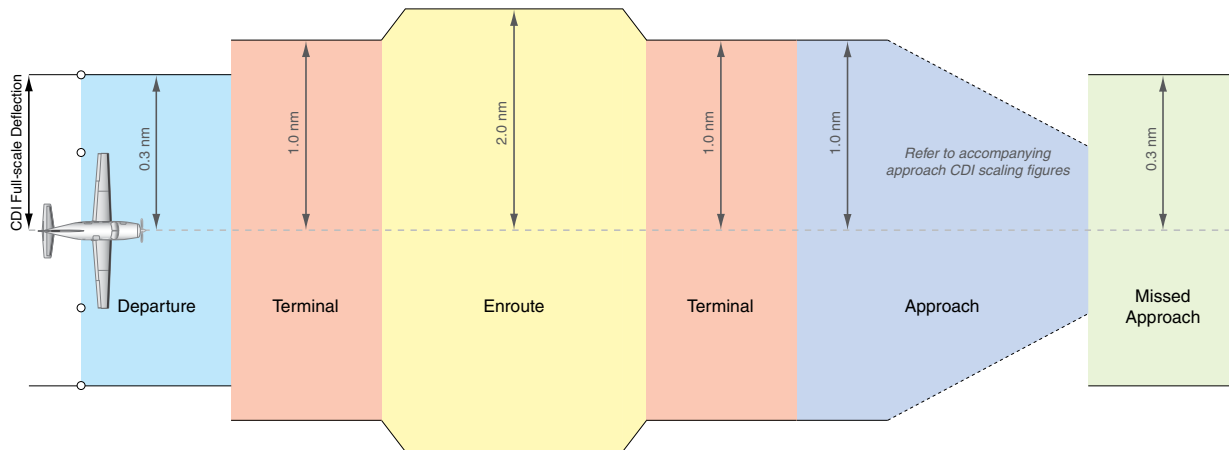 CDI Full-scale Deflection
0.3 nm
1.0 nm
2.0 nm
1.0 nm
1.0 nm
Refer to accompanying
approach CDI scaling figures
0.3 nm
Departure
Terminal
Enroute
Terminal
Approach
Missed
Approach